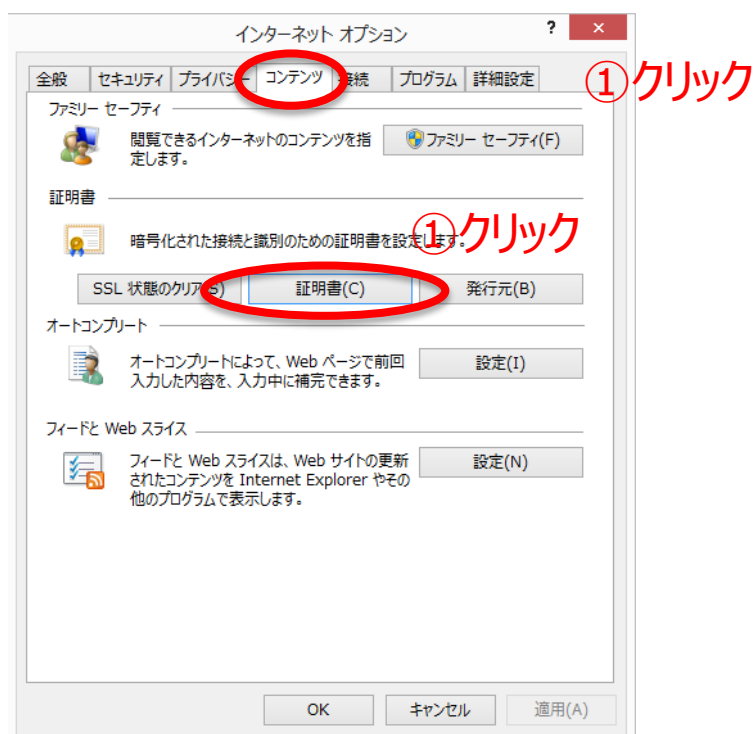 インターネット オプション
?
×
全般 セキュリティ プライバシー コンテンツ 接続 プログラム 詳細設定
①クリック
ファミリー セーフティ
閲覧できるインターネットのコンテンツを指
定します。
ファミリー セーフティ(F)
証明書
暗号化された接続と識別のための証明書を設定します。
①クリック
SSL 状態のクリア(S)
証明書(C)
発行元(B)
オートコンプリート
オートコンプリートによって、Web ページで前回
入力した内容を、入力中に補完できます。
設定(I)
フィードと Web スライス
フィードと Web スライスは、Web サイトの更新
されたコンテンツを Internet Explorer やその
他のプログラムで表示します。
設定(N)
OK
キャンセル
適用(A)